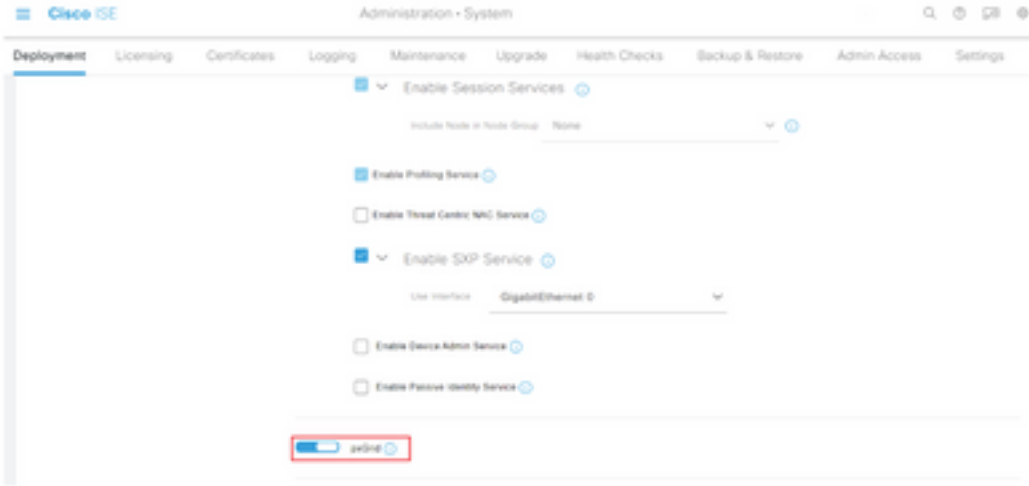 Cisco ISE
Administration • System
Deployment Licensing Certificates Logging Maintenance Upgrade Health Checks Backup & Restore Admin Access Settings
Enable Session Services
Include Node in Node Group None
Enable Profiling Service
Enable Threat Centric NAC Service
Enable SXP Service
Use Interface GigabitEthernet 0
Enable Device Admin Service
Enable Passive Identity Service
pxGrid